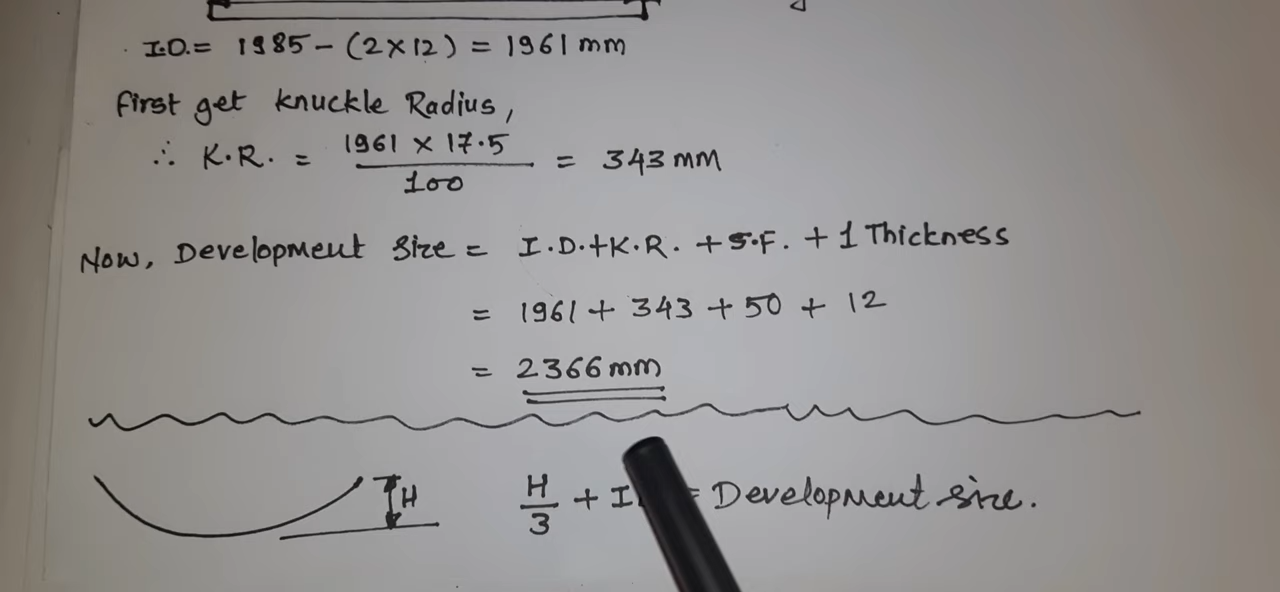 I.D. = 1985 - (2 x 12) = 1961 mm
First get knuckle Radius,
∴ K.R. = 1961 x 17.5 / 100 = 343 mm
Now, Development Size = I.D. + K.R. + S.F. + 1 Thickness
= 1961 + 343 + 50 + 12
= 2366 mm
H
H / 3 + = Development size.